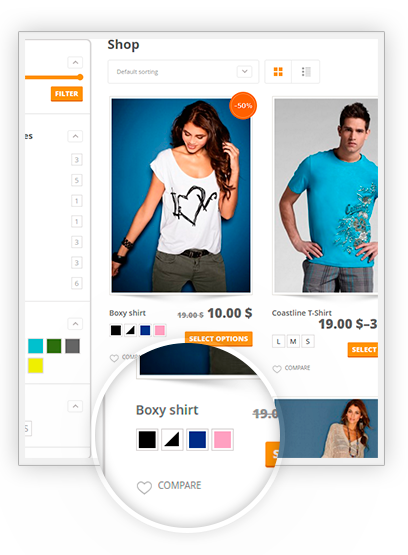 Shop
Default sorting
FILTER
es
3
5
1
1
3
3
6
S
-50%
Boxy shirt
19.00 $ 10.00 $
SELECT OPTIONS
COMP
Coastline T-Shirt
19.00 $–3
L M S
SELECT
COMPARE
Boxy shirt
19.0
S
COMPARE